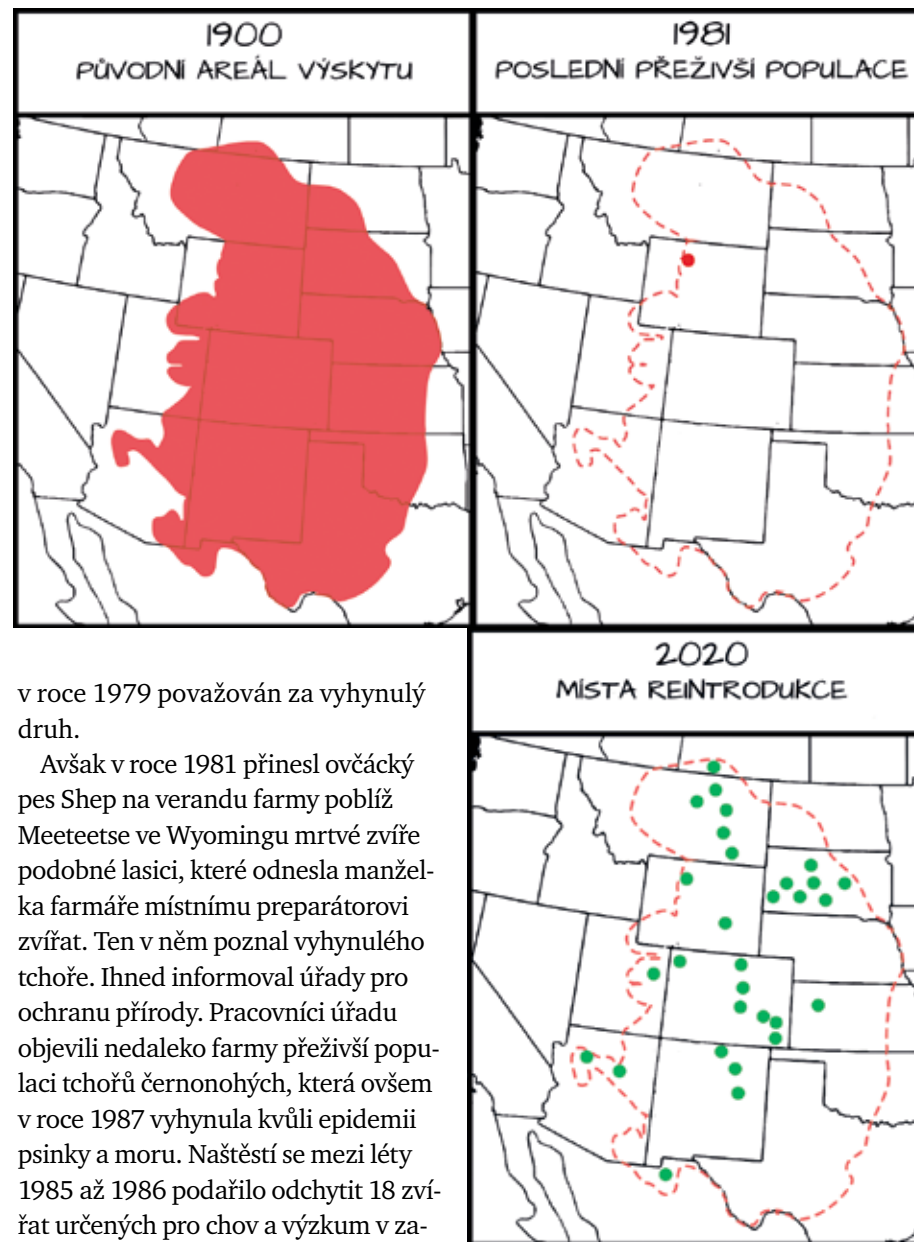 1900
PŮVODNÍ AREÁL VÝSKYTU
1981
POSLEDNÍ PŘEŽIVŠÍ POPULACE
v roce 1979 považován za vyhynulý
druh.
Avšak v roce 1981 přinesl ovčácký
pes Shep na verandu farmy poblíž
Meeteetse ve Wyomingu mrtvé zvíře
podobné lasici, které odnesla manžel-
ka farmáře místnímu preparátorovi
zvířat. Ten v něm poznal vyhynulého
tchoře. Ihned informoval úřady pro
ochranu přírody. Pracovníci úřadu
objevili nedaleko farmy přeživší popu-
laci tchořů černonohých, která ovšem
v roce 1987 vyhynula kvůli epidemii
psinky a moru. Naštěstí se mezi léty
1985 až 1986 podařilo odchytit 18 zví-
řat určených pro chov a výzkum v za-
2020
MÍSTA REINTRODUKCE